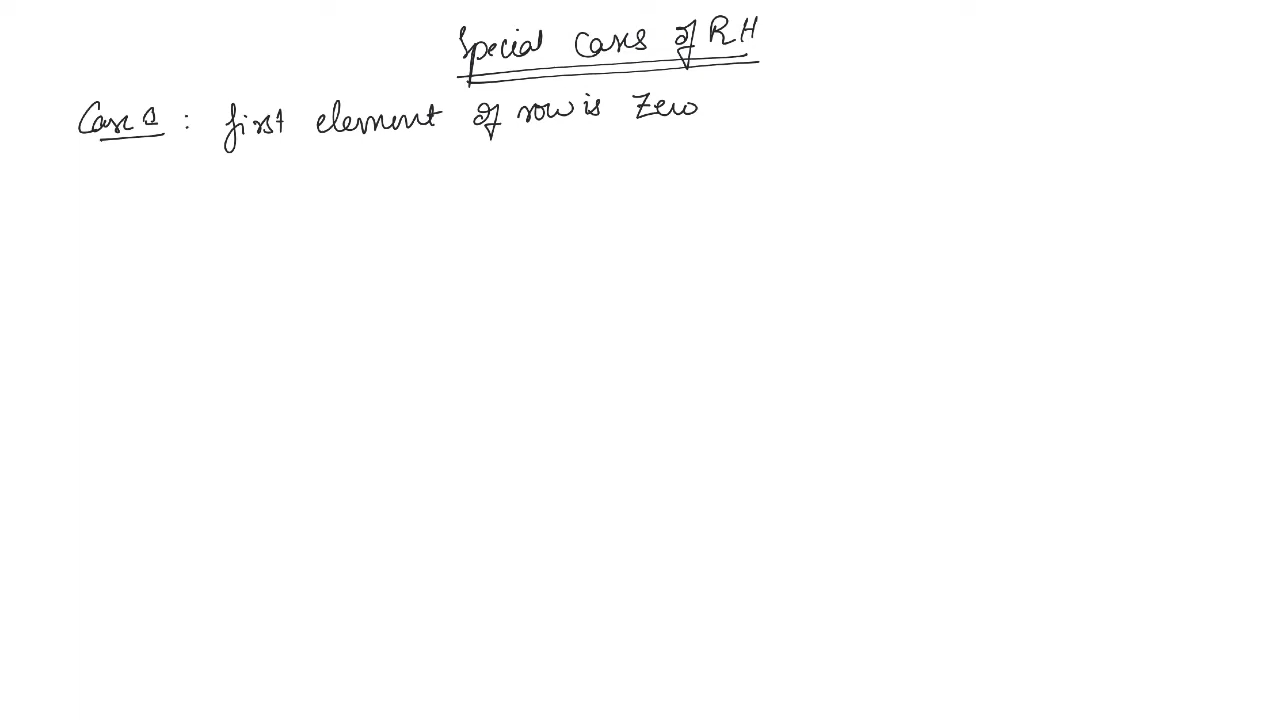 Special Cases of RH
Case 1 : first element of row is Zero